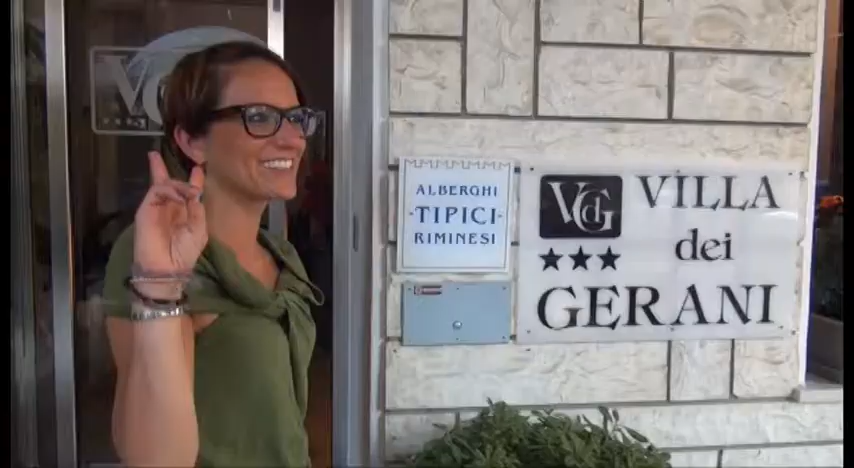 ALBERGHI
TIPICI
RIMINESI
VdG
VILLA
dei
★★★
GERANI